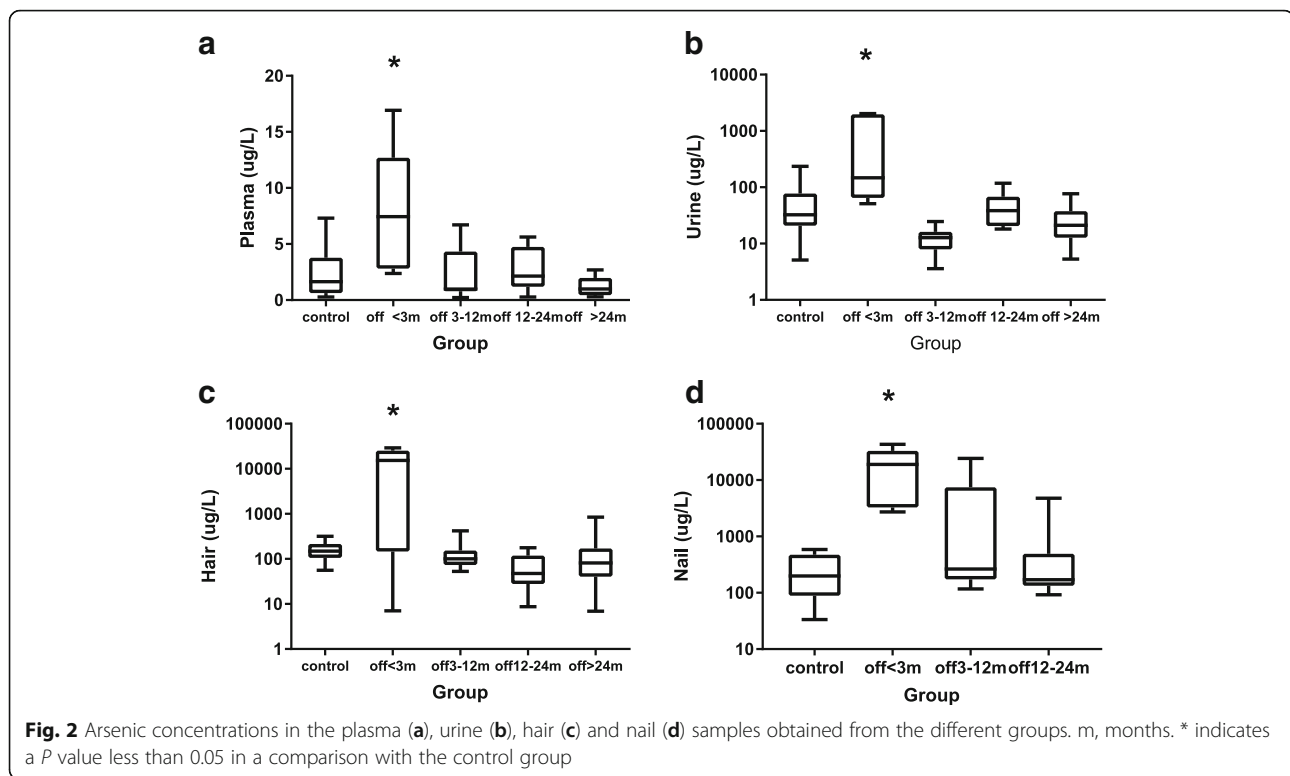 a
*
Plasma (ug/L)
20
15
10
5
0
control off <3m off 3-12m off 12-24m off >24m
Group
b
*
Urine (ug/L)
10000
1000
100
10
1
control off <3m off 3-12m off 12-24m off >24m
Group
c
*
Hair (ug/L)
100000
10000
1000
100
10
1
control off<3m off3-12m off12-24m off>24m
Group
d
*
Nail (ug/L)
100000
10000
1000
100
10
control off<3m off3-12m off12-24m
Group
Fig. 2 Arsenic concentrations in the plasma (a), urine (b), hair (c) and nail (d) samples obtained from the different groups. m, months. * indicates
a P value less than 0.05 in a comparison with the control group